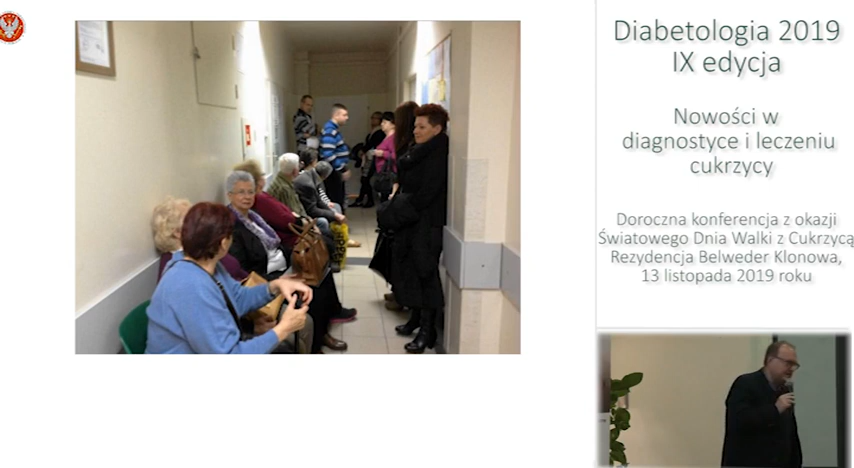 Diabetologia 2019
IX edycja
Nowości w
diagnostyce i leczeniu
cukrzycy
Doroczna konferencja z okazji
Światowego Dnia Walki z Cukrzycą
Rezydencja Belweder Klonowa,
13 listopada 2019 roku